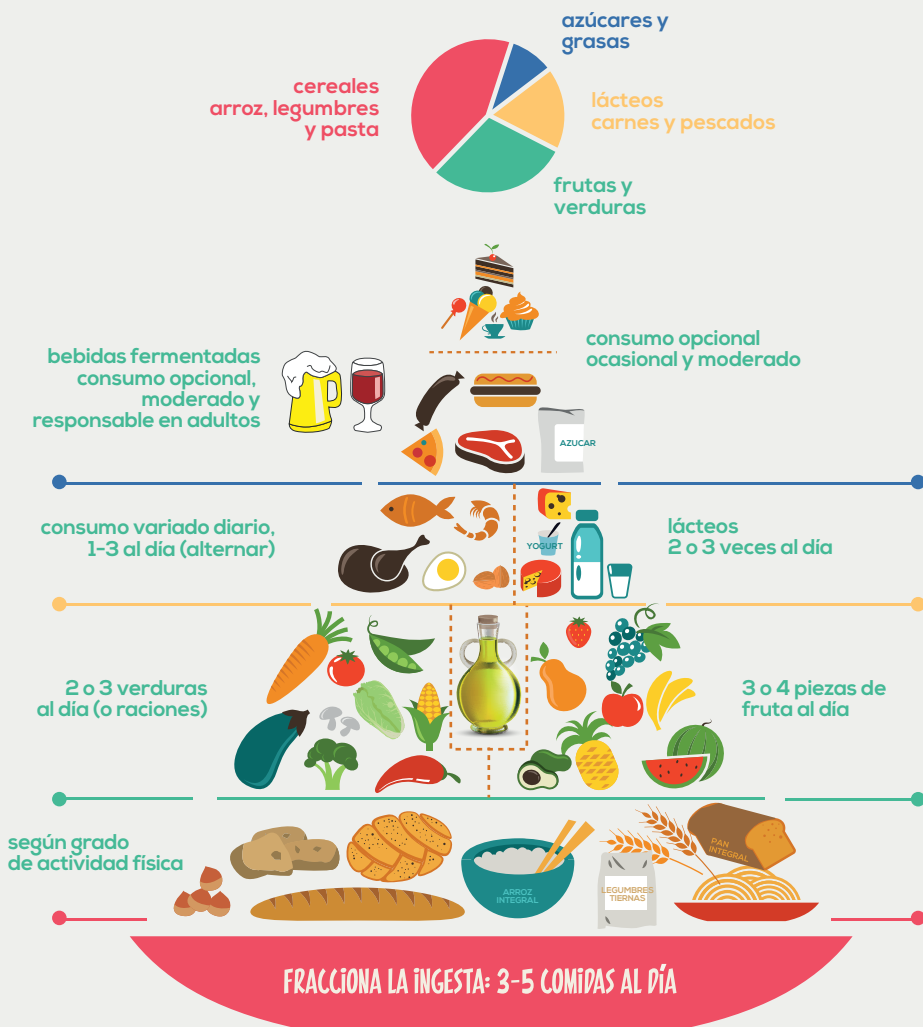 azúcares y
grasas
cereales
arroz, legumbres
y pasta
lácteos
carnes y pescados
frutas y
verduras
bebidas fermentadas
consumo opcional,
moderado y
responsable en adultos
consumo opcional
ocasional y moderado
AZUCAR
consumo variado diario,
1-3 al día (alternar)
YOGURT
lácteos
2 o 3 veces al día
2 o 3 verduras
al día (o raciones)
3 o 4 piezas de
fruta al día
según grado
de actividad física
ARROZ
INTEGRAL
LEGUMBRES
TIERNAS
PAN
INTEGRAL
FRACCIONA LA INGESTA: 3-5 COMIDAS AL DÍA